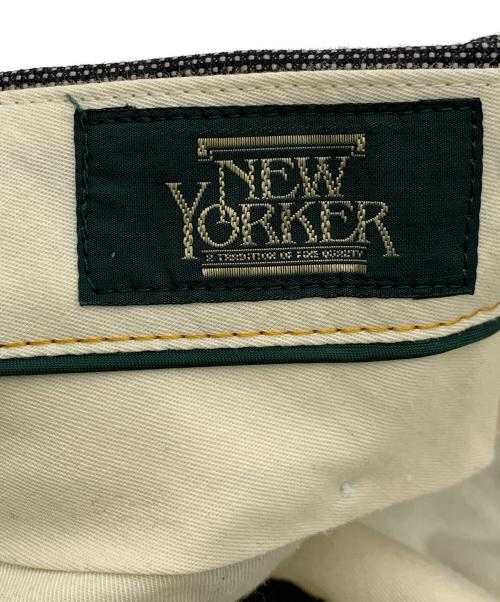 NEW
YORKER
A TRADITION OF FINE QUALITY